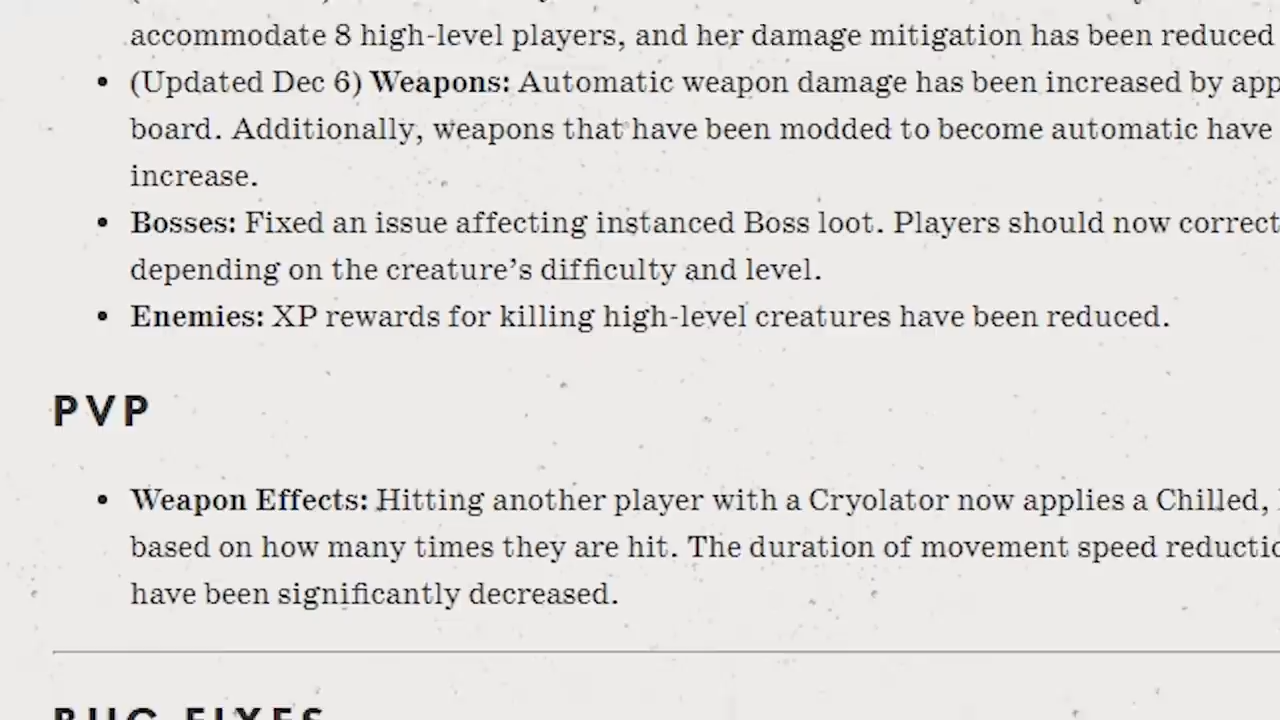 accommodate 8 high-level players, and her damage mitigation has been reduced
• (Updated Dec 6) Weapons: Automatic weapon damage has been increased by app
board. Additionally, weapons that have been modded to become automatic have
increase.
• Bosses: Fixed an issue affecting instanced Boss loot. Players should now correct
depending on the creature’s difficulty and level.
• Enemies: XP rewards for killing high-level creatures have been reduced.
PVP
• Weapon Effects: Hitting another player with a Cryolator now applies a Chilled,
based on how many times they are hit. The duration of movement speed reductio
have been significantly decreased.
BUG FIXES